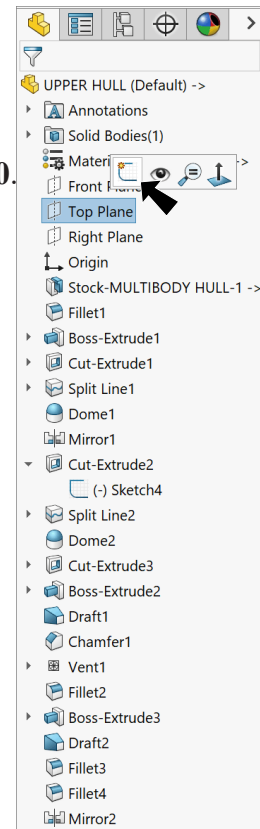 UPPER HULL (Default) ->
Annotations
Solid Bodies(1)
Materi ->
0.
Front Plane
Top Plane
Right Plane
Origin
Stock-MULTIBODY HULL-1 ->
Fillet1
Boss-Extrude1
Cut-Extrude1
Split Line1
Dome1
Mirror1
Cut-Extrude2
(-) Sketch4
Split Line2
Dome2
Cut-Extrude3
Boss-Extrude2
Draft1
Chamfer1
Vent1
Fillet2
Boss-Extrude3
Draft2
Fillet3
Fillet4
Mirror2